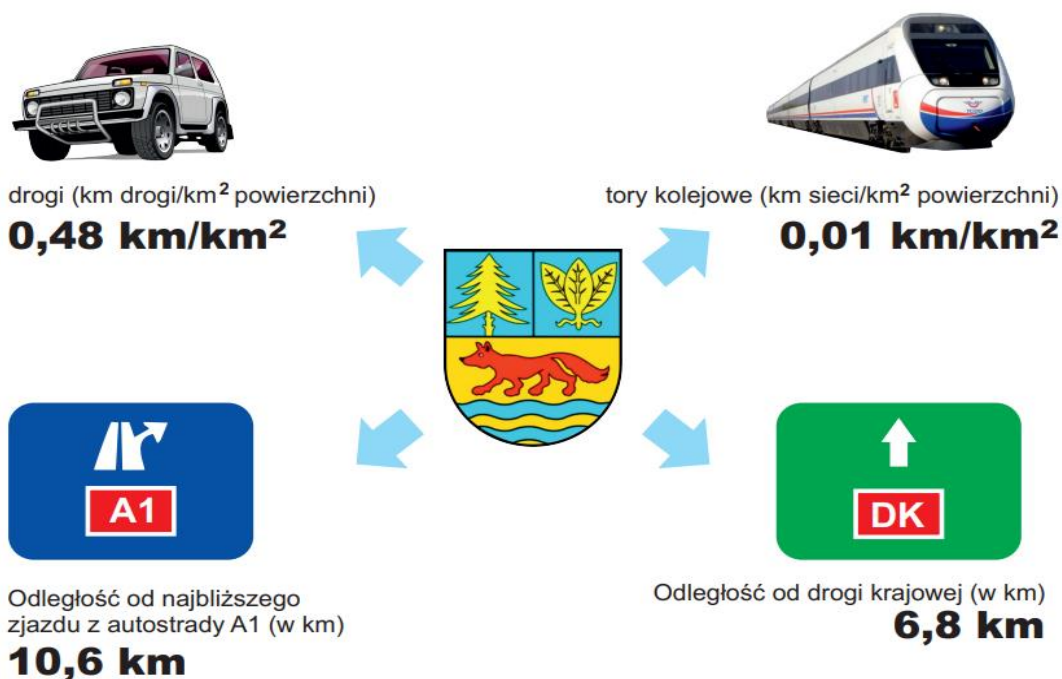 drogi (km drogi/km² powierzchni)
0,48 km/km²
tory kolejowe (km sieci/km² powierzchni)
0,01 km/km²
A1
Odległość od najbliższego
zjazdu z autostrady A1 (w km)
10,6 km
DK
Odległość od drogi krajowej (w km)
6,8 km